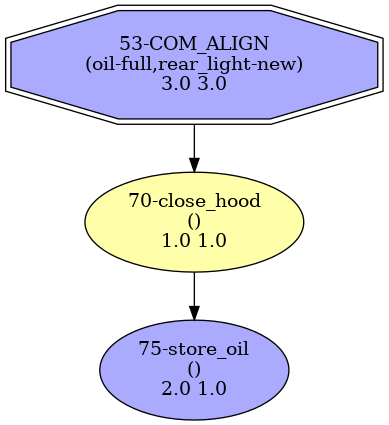 53-COM_ALIGN
(oil-full,rear_light-new)
3.0 3.0
70-close_hood
()
1.0 1.0
75-store_oil
()
2.0 1.0